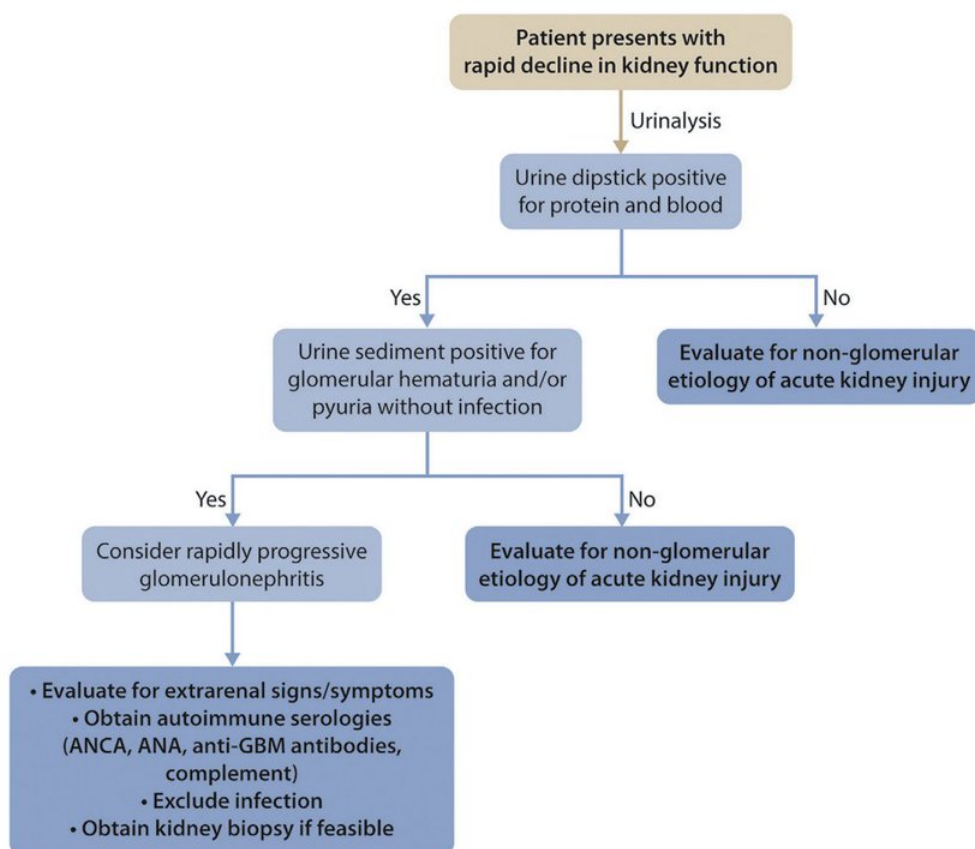 Patient presents with
rapid decline in kidney function
Urinalysis
Urine dipstick positive
for protein and blood
Yes
No
Urine sediment positive for
glomerular hematuria and/or
pyuria without infection
Evaluate for non-glomerular
etiology of acute kidney injury
Yes
No
Consider rapidly progressive
glomerulonephritis
Evaluate for non-glomerular
etiology of acute kidney injury
• Evaluate for extrarenal signs/symptoms
• Obtain autoimmune serologies
(ANCA, ANA, anti-GBM antibodies,
complement)
• Exclude infection
• Obtain kidney biopsy if feasible